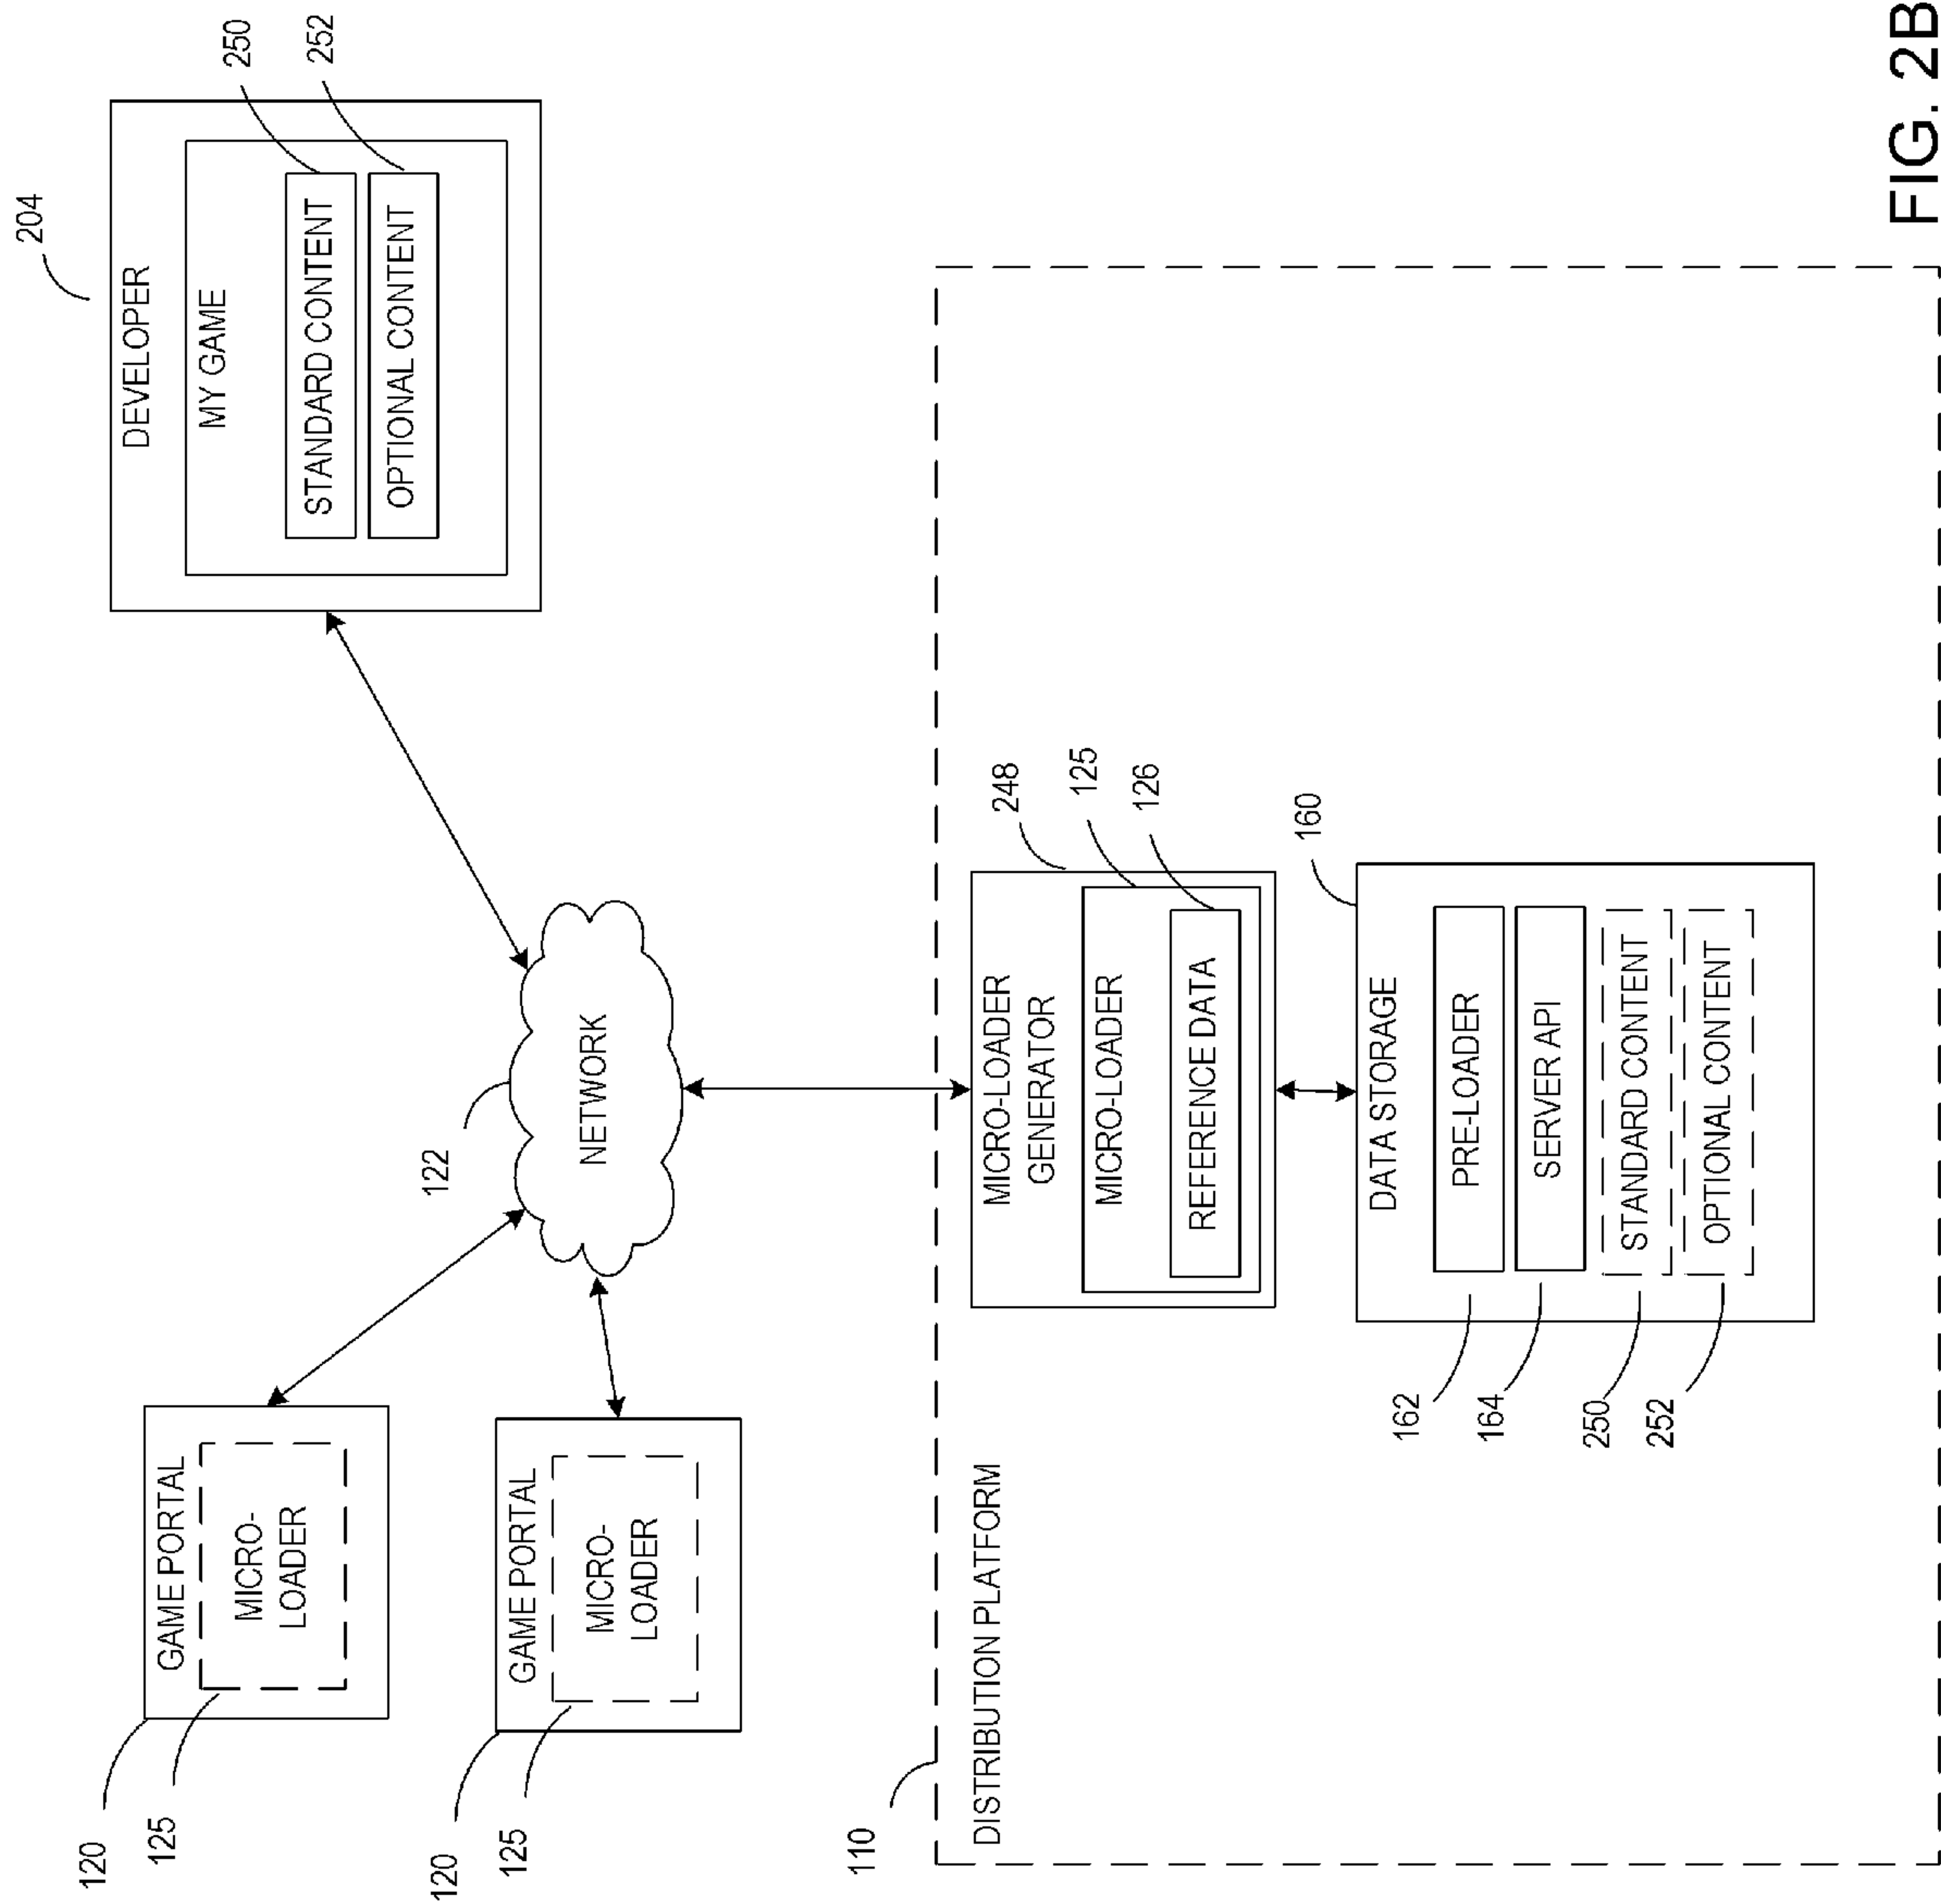 120
125
GAME PORTAL
MICRO-
LOADER
120
125
GAME PORTAL
MICRO-
LOADER
122
NETWORK
204
DEVELOPER
MY GAME
STANDARD CONTENT
OPTIONAL CONTENT
250
252
110
DISTRIBUTION PLATFORM
MICRO-LOADER
GENERATOR
248
MICRO-LOADER
125
REFERENCE DATA
126
DATA STORAGE
160
162
PRE-LOADER
164
SERVER API
250
STANDARD CONTENT
252
OPTIONAL CONTENT
FIG. 2B